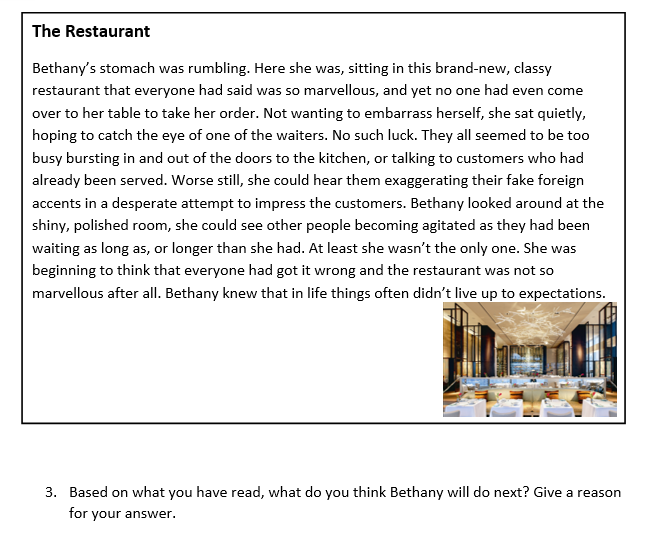 The Restaurant
Bethany’s stomach was rumbling. Here she was, sitting in this brand-new, classy
restaurant that everyone had said was so marvellous, and yet no one had even come
over to her table to take her order. Not wanting to embarrass herself, she sat quietly,
hoping to catch the eye of one of the waiters. No such luck. They all seemed to be too
busy bursting in and out of the doors to the kitchen, or talking to customers who had
already been served. Worse still, she could hear them exaggerating their fake foreign
accents in a desperate attempt to impress the customers. Bethany looked around at the
shiny, polished room, she could see other people becoming agitated as they had been
waiting as long as, or longer than she had. At least she wasn’t the only one. She was
beginning to think that everyone had got it wrong and the restaurant was not so
marvellous after all. Bethany knew that in life things often didn’t live up to expectations.
3. Based on what you have read, what do you think Bethany will do next? Give a reason
for your answer.